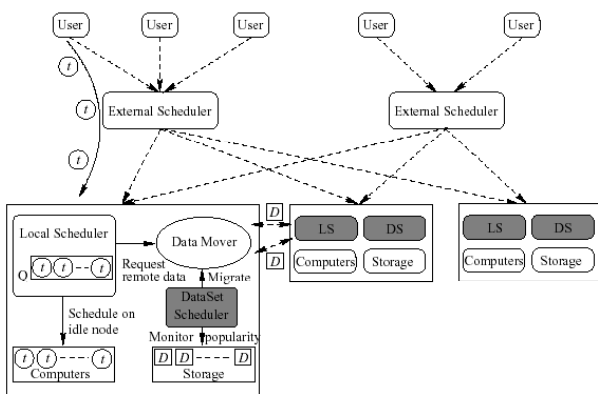 User
User
User
User
User
t
t
t
External Scheduler
External Scheduler
D
D
Local Scheduler
Q
t t t
Data Mover
Request
remote data
Migrate
DataSet
Scheduler
Schedule on
idle node
Monitor popularity
t t t
Computers
D D D
Storage
LS
DS
Computers
Storage
LS
DS
Computers
Storage